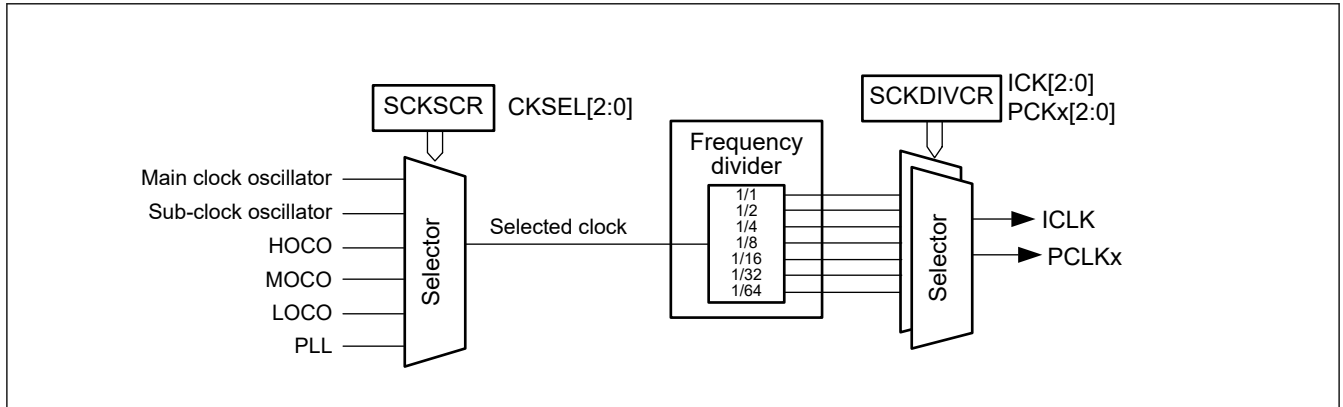 SCKSCR
CKSEL[2:0]
SCKDIVCR
ICK[2:0]
PCKx[2:0]
Main clock oscillator
Sub-clock oscillator
HOCO
MOCO
LOCO
PLL
Selector
Selected clock
Frequency
divider
1/1
1/2
1/4
1/8
1/16
1/32
1/64
Selector
ICLK
PCLKx